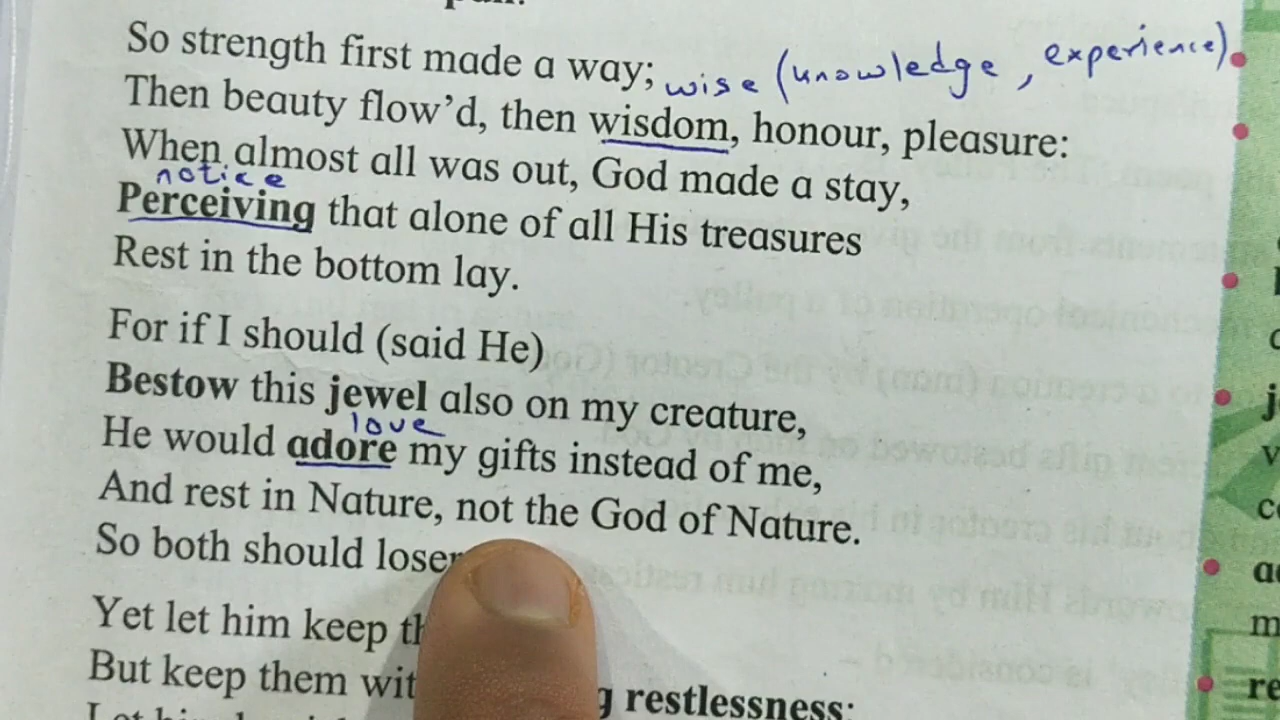 So strength first made a way;
wise (knowledge, experience)
Then beauty flow'd, then wisdom, honour, pleasure:
When almost all was out, God made a stay,
notice
Perceiving that alone of all His treasures
Rest in the bottom lay.
For if I should (said He)
Bestow this jewel also on my creature,
love
He would adore my gifts instead of me,
And rest in Nature, not the God of Nature.
So both should loser
Yet let him keep
But keep them restlessness: